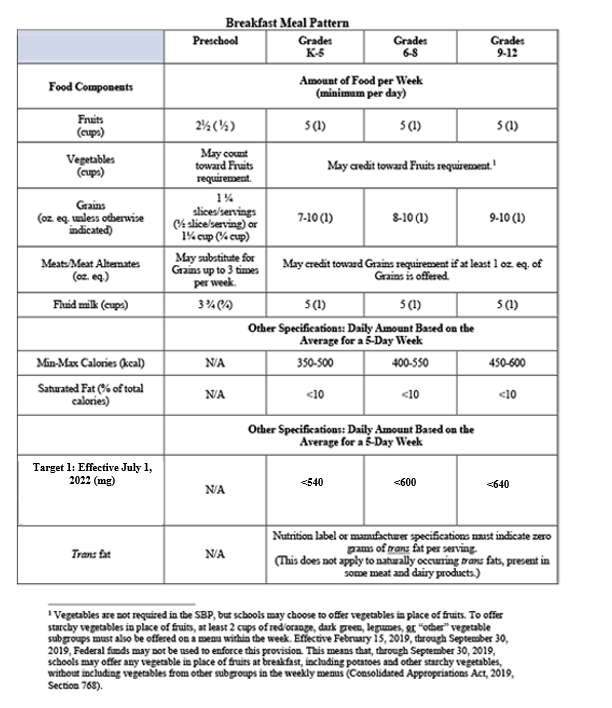 Breakfast Meal Pattern
Preschool
Grades
K-5
Grades
6-8
Grades
9-12
Food Components
Amount of Food per Week
(minimum per day)
Fruits
(cups)
2½ (½)
5 (1)
5 (1)
5 (1)
Vegetables
(cups)
May count
toward Fruits
requirement.
May credit toward Fruits requirement.¹
Grains
(oz. eq. unless otherwise
indicated)
1 ¼
slices/servings
(½ slice/serving) or
1¼ cup (¼ cup)
7-10 (1)
8-10 (1)
9-10 (1)
Meats/Meat Alternates
(oz. eq.)
May substitute for
Grains up to 3 times
per week.
May credit toward Grains requirement if at least 1 oz. eq. of
Grains is offered.
Fluid milk (cups)
3 ¾ (¾)
5 (1)
5 (1)
5 (1)
Other Specifications: Daily Amount Based on the
Average for a 5-Day Week
Min-Max Calories (kcal)
N/A
350-500
400-550
450-600
Saturated Fat (% of total
calories)
N/A
<10
<10
<10
Other Specifications: Daily Amount Based on the
Average for a 5-Day Week
Target 1: Effective July 1,
2022 (mg)
N/A
<540
<600
<640
Trans fat
N/A
Nutrition label or manufacturer specifications must indicate zero
grams of trans fat per serving.
(This does not apply to naturally occurring trans fats, present in
some meat and dairy products.)
¹ Vegetables are not required in the SBP, but schools may choose to offer vegetables in place of fruits. To offer
starchy vegetables in place of fruits, at least 2 cups of red/orange, dark green, legumes, or “other” vegetable
subgroups must also be offered on a menu within the week. Effective February 15, 2019, through September 30,
2019, Federal funds may not be used to enforce this provision. This means that, through September 30, 2019,
schools may offer any vegetable in place of fruits at breakfast, including potatoes and other starchy vegetables,
without including vegetables from other subgroups in the weekly menus (Consolidated Appropriations Act, 2019,
Section 768).